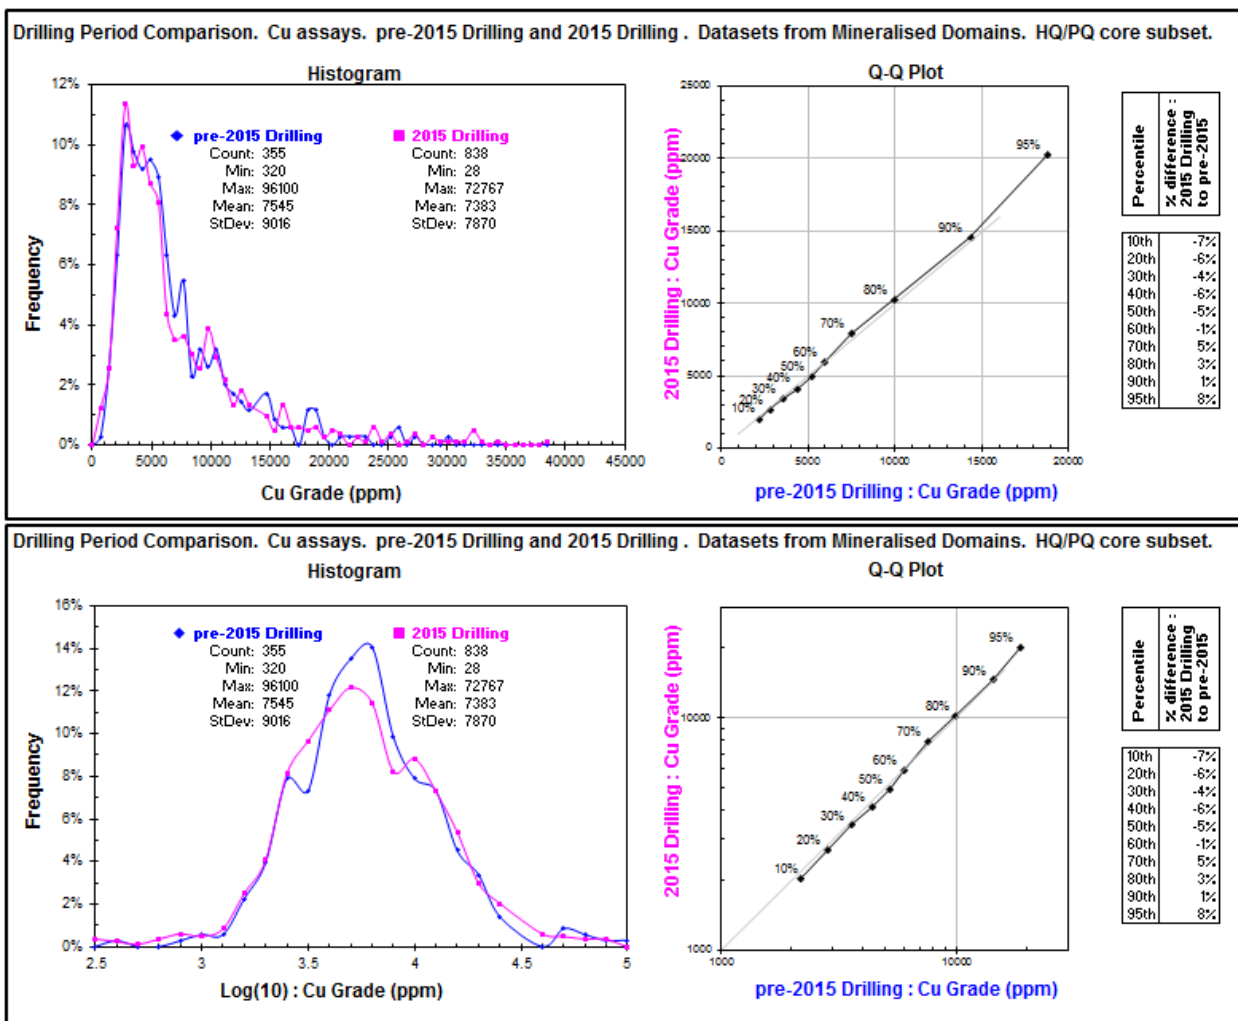 Drilling Period Comparison. Cu assays. pre-2015 Drilling and 2015 Drilling . Datasets from Mineralised Domains. HQ/PQ core subset.
Histogram
12%
10%
8%
6%
4%
2%
0%
Frequency
pre-2015 Drilling
Count: 355
Min: 320
Max: 96100
Mean: 7545
StDev: 9016
2015 Drilling
Count: 838
Min: 28
Max: 72767
Mean: 7383
StDev: 7870
0 5000 10000 15000 20000 25000 30000 35000 40000 45000
Cu Grade (ppm)
Q-Q Plot
2015 Drilling : Cu Grade (ppm)
25000
20000
15000
10000
5000
0
95%
90%
80%
70%
60%
50%
40%
30%
20%
10%
0 5000 10000 15000 20000
pre-2015 Drilling : Cu Grade (ppm)
Percentile
% difference :
2015 Drilling
to pre-2015
10th -7%
20th -6%
30th -4%
40th -6%
50th -5%
60th -1%
70th 5%
80th 3%
90th 1%
95th 8%
Drilling Period Comparison. Cu assays. pre-2015 Drilling and 2015 Drilling . Datasets from Mineralised Domains. HQ/PQ core subset.
Histogram
16%
14%
12%
10%
8%
6%
4%
2%
0%
Frequency
pre-2015 Drilling
Count: 355
Min: 320
Max: 96100
Mean: 7545
StDev: 9016
2015 Drilling
Count: 838
Min: 28
Max: 72767
Mean: 7383
StDev: 7870
2.5 3 3.5 4 4.5 5
Log(10) : Cu Grade (ppm)
Q-Q Plot
2015 Drilling : Cu Grade (ppm)
10000
1000
95%
90%
80%
70%
60%
50%
40%
30%
20%
10%
1000 10000
pre-2015 Drilling : Cu Grade (ppm)
Percentile
% difference :
2015 Drilling
to pre-2015
10th -7%
20th -6%
30th -4%
40th -6%
50th -5%
60th -1%
70th 5%
80th 3%
90th 1%
95th 8%